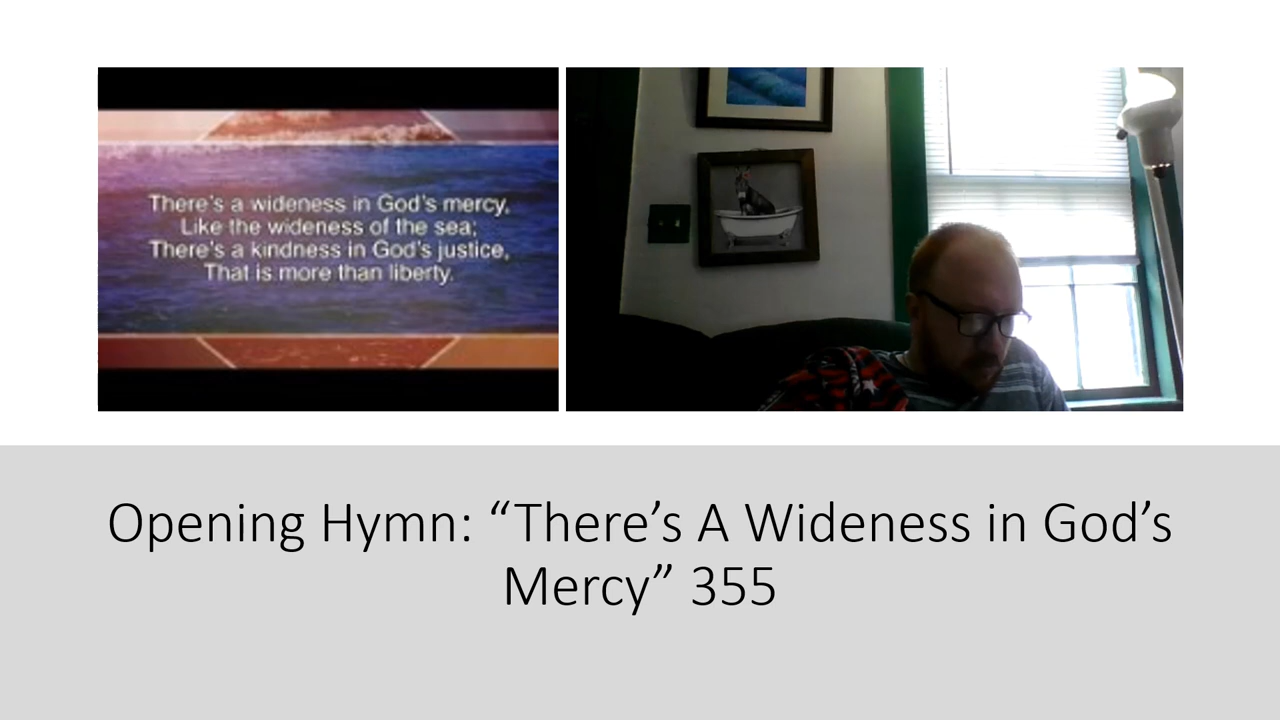 There's a wideness in God's mercy,
Like the wideness of the sea;
There's a kindness in God's justice,
That is more than liberty.
Opening Hymn: “There’s A Wideness in God’s
Mercy” 355